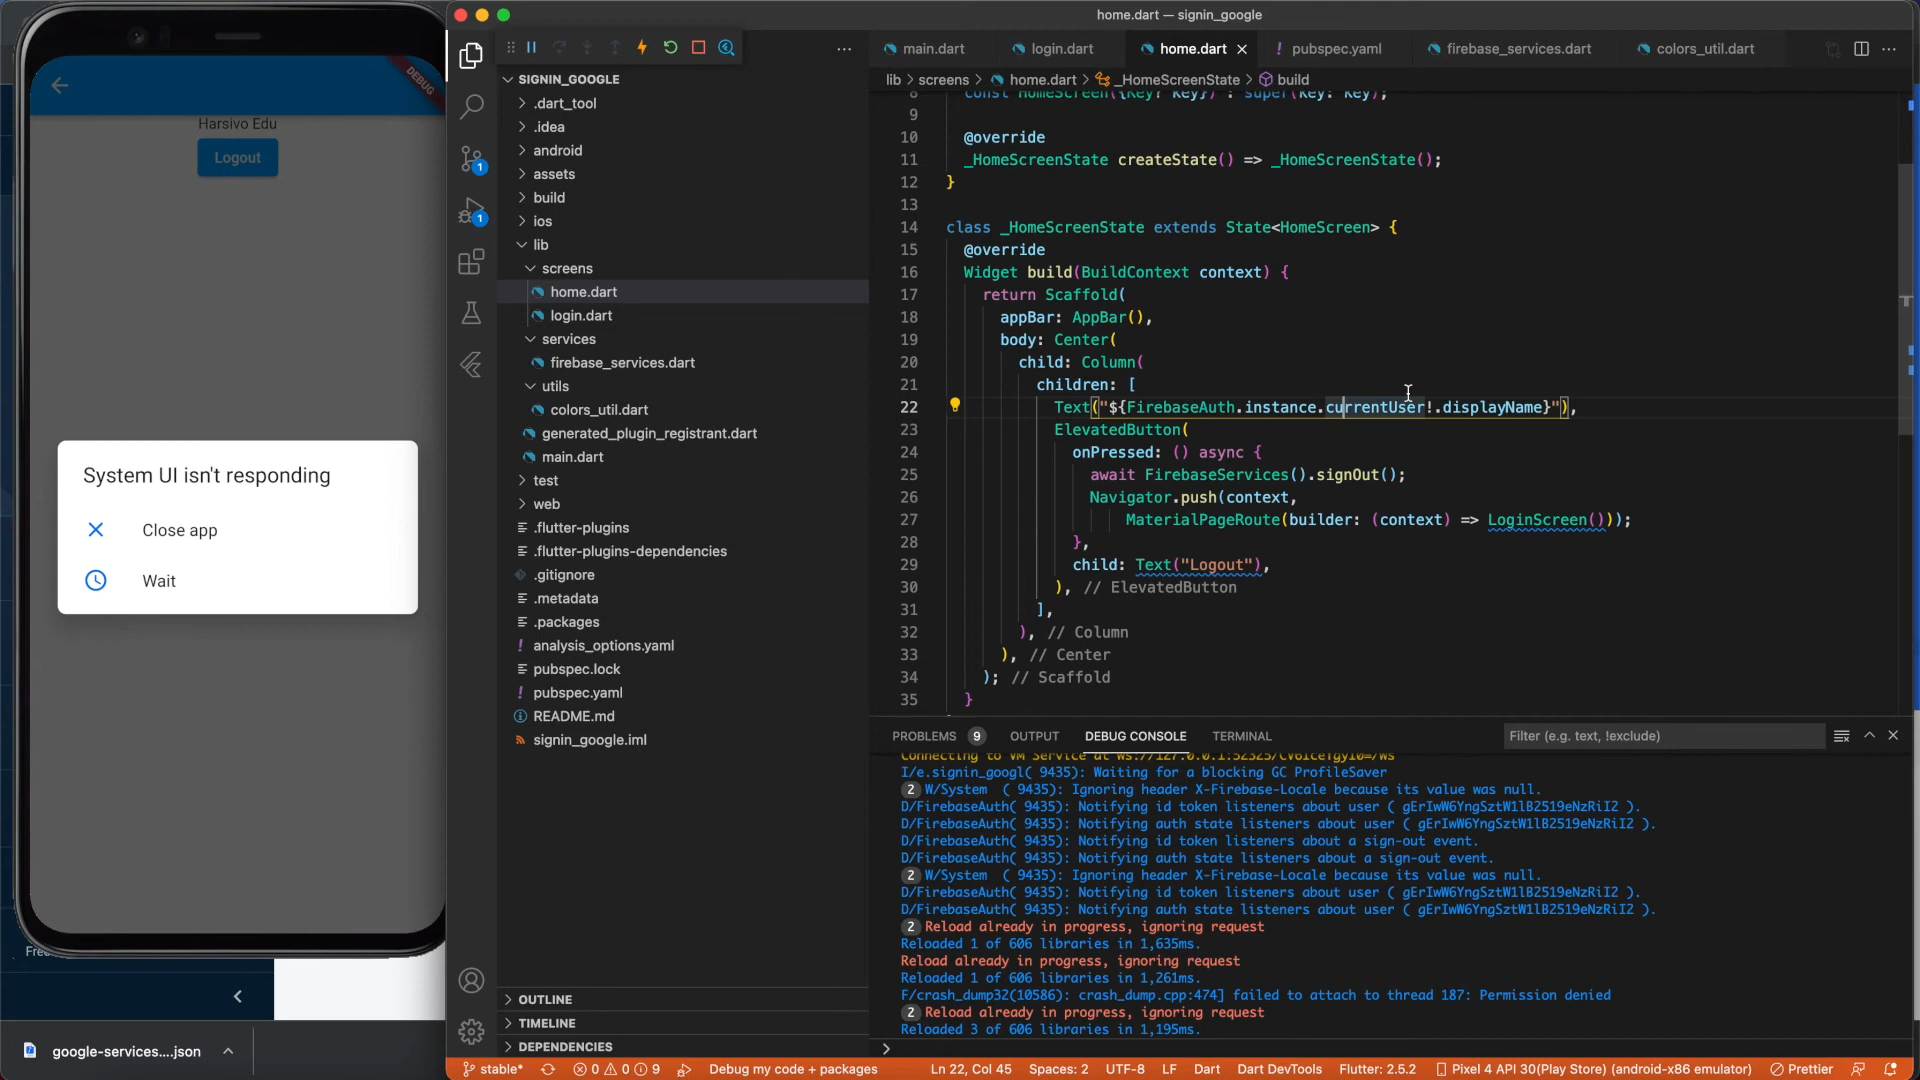 home.dart — signin_google
DEBUG
Harsivo Edu
Logout
System UI isn't responding
Close app
Wait
google-services....json
SIGNIN_GOOGLE
.dart_tool
.idea
android
assets
build
ios
lib
screens
home.dart
login.dart
services
firebase_services.dart
utils
colors_util.dart
generated_plugin_registrant.dart
main.dart
test
web
.flutter-plugins
.flutter-plugins-dependencies
.gitignore
.metadata
.packages
analysis_options.yaml
pubspec.lock
pubspec.yaml
README.md
signin_google.iml
OUTLINE
TIMELINE
DEPENDENCIES
main.dart login.dart home.dart pubspec.yaml firebase_services.dart colors_util.dart
lib > screens > home.dart > _HomeScreenState > build
8 const HomeScreen({Key? key}) : super(key: key);
9
10 @override
11 _HomeScreenState createState() => _HomeScreenState();
12 }
13
14 class _HomeScreenState extends State<HomeScreen> {
15 @override
16 Widget build(BuildContext context) {
17 return Scaffold(
18 appBar: AppBar(),
19 body: Center(
20 child: Column(
21 children: [
22 Text("${FirebaseAuth.instance.currentUser!.displayName}"),
23 ElevatedButton(
24 onPressed: () async {
25 await FirebaseServices().signOut();
26 Navigator.push(context,
27 MaterialPageRoute(builder: (context) => LoginScreen()));
28 },
29 child: Text("Logout"),
30 ), // ElevatedButton
31 ],
32 ), // Column
33 ), // Center
34 ); // Scaffold
35 }
PROBLEMS 9 OUTPUT DEBUG CONSOLE TERMINAL Filter (e.g. text, !exclude)
Connecting to VM Service at
I/e.signin_googl( 9435): Waiting for a blocking GC ProfileSaver
2 W/System ( 9435): Ignoring header X-Firebase-Locale because its value was null.
D/FirebaseAuth( 9435): Notifying id token listeners about user ( gErIwW6YngSztW1lB2519eNzRiI2 ).
D/FirebaseAuth( 9435): Notifying auth state listeners about user ( gErIwW6YngSztW1lB2519eNzRiI2 ).
D/FirebaseAuth( 9435): Notifying id token listeners about a sign-out event.
D/FirebaseAuth( 9435): Notifying auth state listeners about a sign-out event.
2 W/System ( 9435): Ignoring header X-Firebase-Locale because its value was null.
D/FirebaseAuth( 9435): Notifying id token listeners about user ( gErIwW6YngSztW1lB2519eNzRiI2 ).
D/FirebaseAuth( 9435): Notifying auth state listeners about user ( gErIwW6YngSztW1lB2519eNzRiI2 ).
2 Reload already in progress, ignoring request
Reloaded 1 of 606 libraries in 1,635ms.
Reload already in progress, ignoring request
Reloaded 1 of 606 libraries in 1,261ms.
F/crash_dump32(10586): crash_dump.cpp:474] failed to attach to thread 187: Permission denied
2 Reload already in progress, ignoring request
Reloaded 3 of 606 libraries in 1,195ms.
stable* 0 0 9 Debug my code + packages Ln 22, Col 45 Spaces: 2 UTF-8 LF Dart Dart DevTools Flutter: 2.5.2 Pixel 4 API 30(Play Store) (android-x86 emulator) Prettier